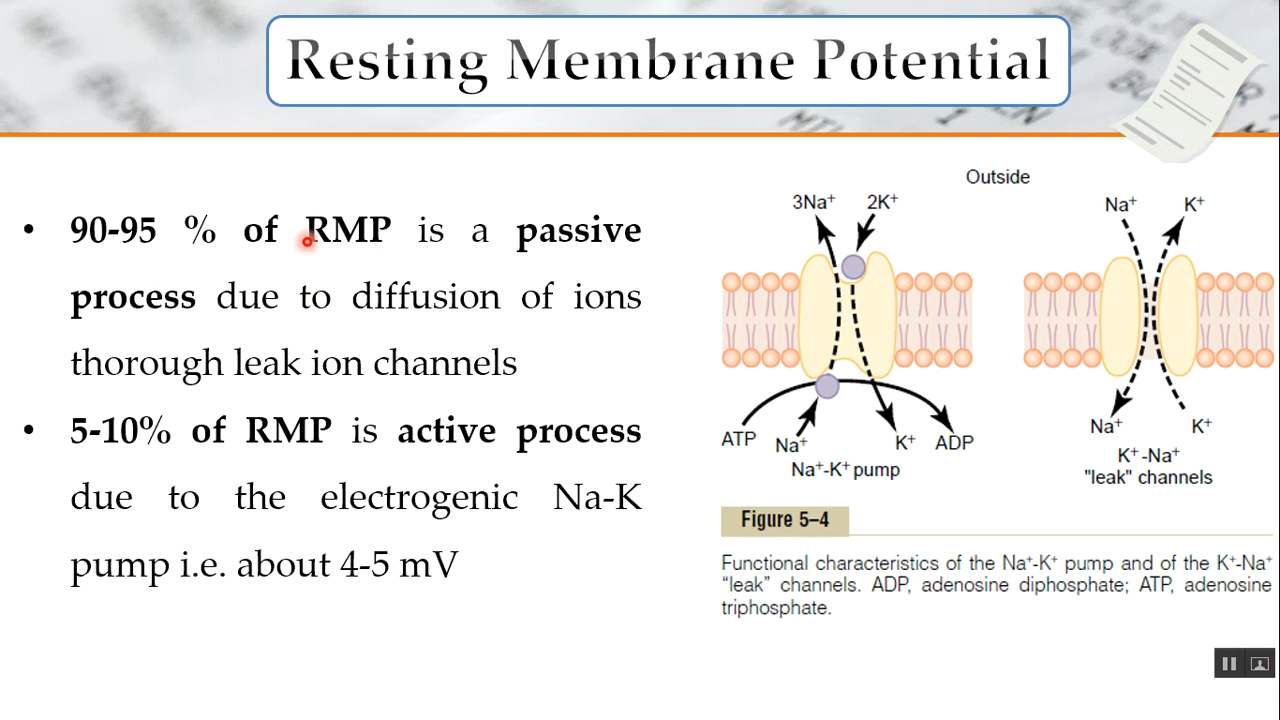 Resting Membrane Potential
• 90-95 % of RMP is a passive
process due to diffusion of ions
thorough leak ion channels
• 5-10% of RMP is active process
due to the electrogenic Na-K
pump i.e. about 4-5 mV
Outside
3Na⁺ 2K⁺
Na⁺ K⁺
ATP Na⁺ K⁺ ADP
Na⁺-K⁺ pump
Na⁺ K⁺
K⁺-Na⁺
"leak" channels
Figure 5–4
Functional characteristics of the Na⁺-K⁺ pump and of the K⁺-Na⁺
“leak” channels. ADP, adenosine diphosphate; ATP, adenosine
triphosphate.